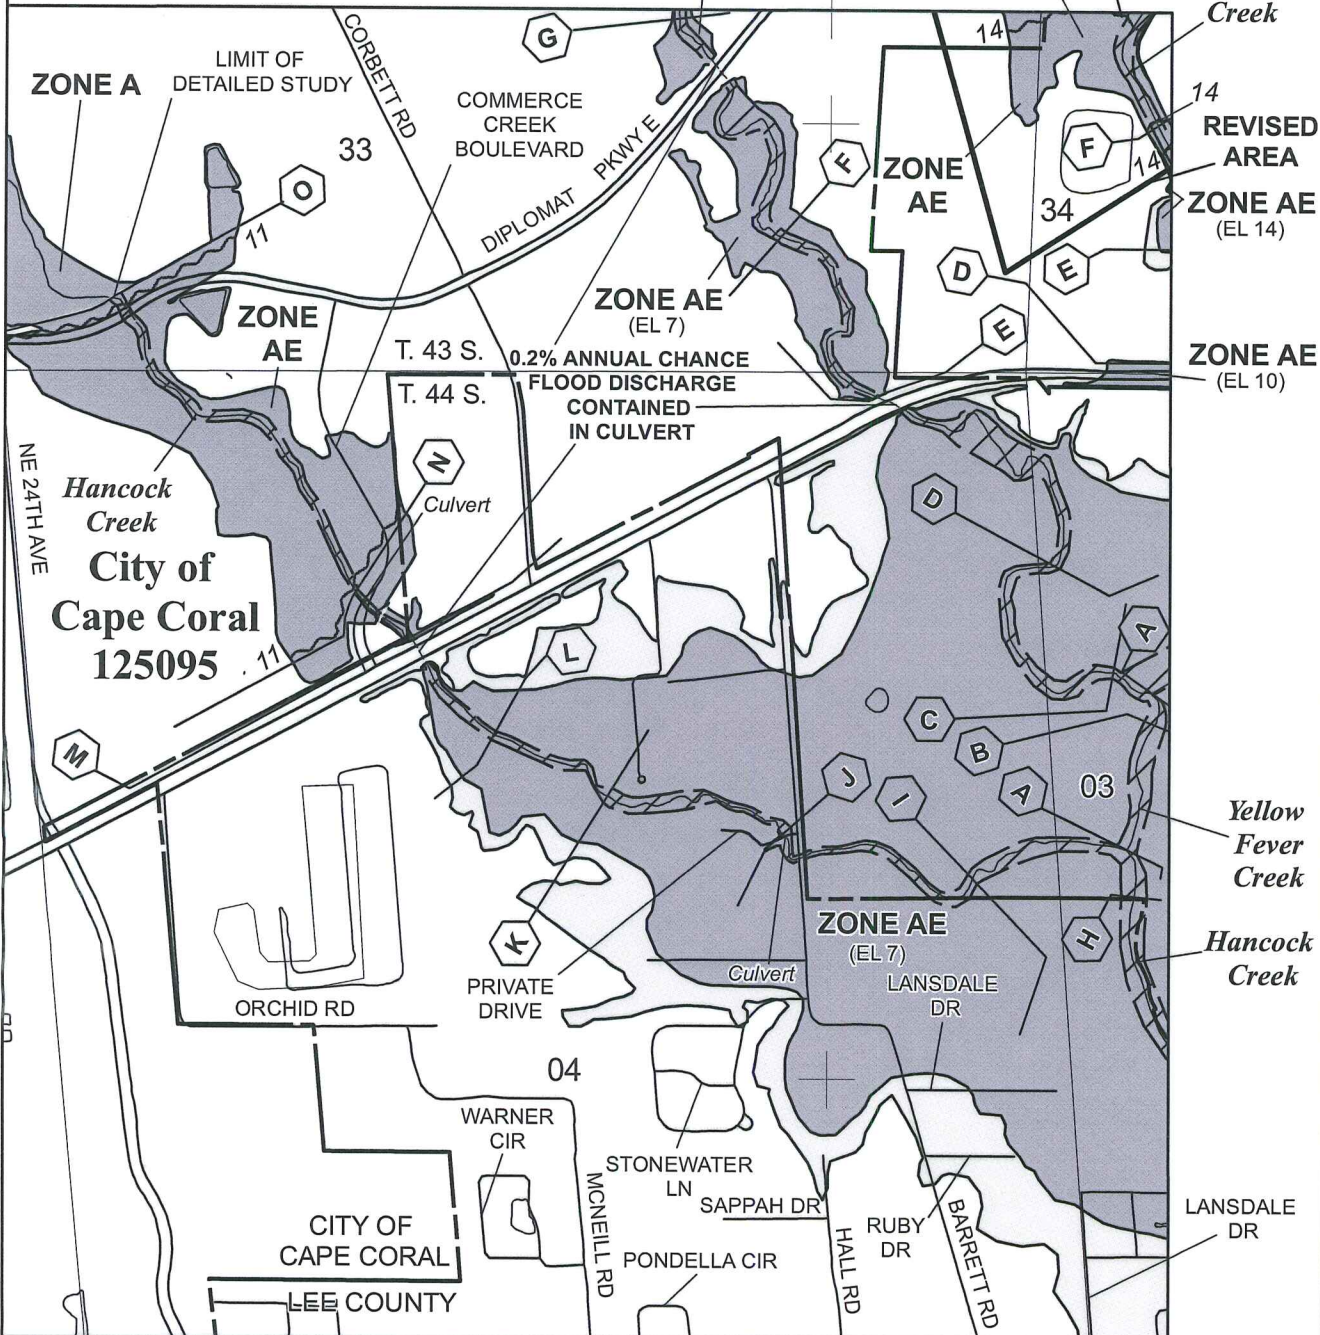 Creek
G
14
ZONE A
LIMIT OF
DETAILED STUDY
CORBETT RD
COMMERCE
CREEK
BOULEVARD
33
14
REVISED
AREA
F
F
14
ZONE
AE
DIPLOMAT PKWY E
O
11
34
ZONE AE
(EL 14)
D
E
ZONE AE
(EL 7)
ZONE
AE
E
T. 43 S.
T. 44 S.
0.2% ANNUAL CHANCE
FLOOD DISCHARGE
CONTAINED
IN CULVERT
ZONE AE
(EL 10)
NE 24TH AVE
Hancock
Creek
N
Culvert
D
City of
Cape Coral
125095
11
L
A
C
B
A
M
J
I
03
Yellow
Fever
Creek
K
ZONE AE
(EL 7)
H
Hancock
Creek
Culvert
PRIVATE
DRIVE
LANSDALE
DR
ORCHID RD
04
WARNER
CIR
STONEWATER
LN
MCNEILL RD
SAPPAH DR
HALL RD
RUBY
DR
BARRETT RD
LANSDALE
DR
CITY OF
CAPE CORAL
LEE COUNTY
PONDELLA CIR